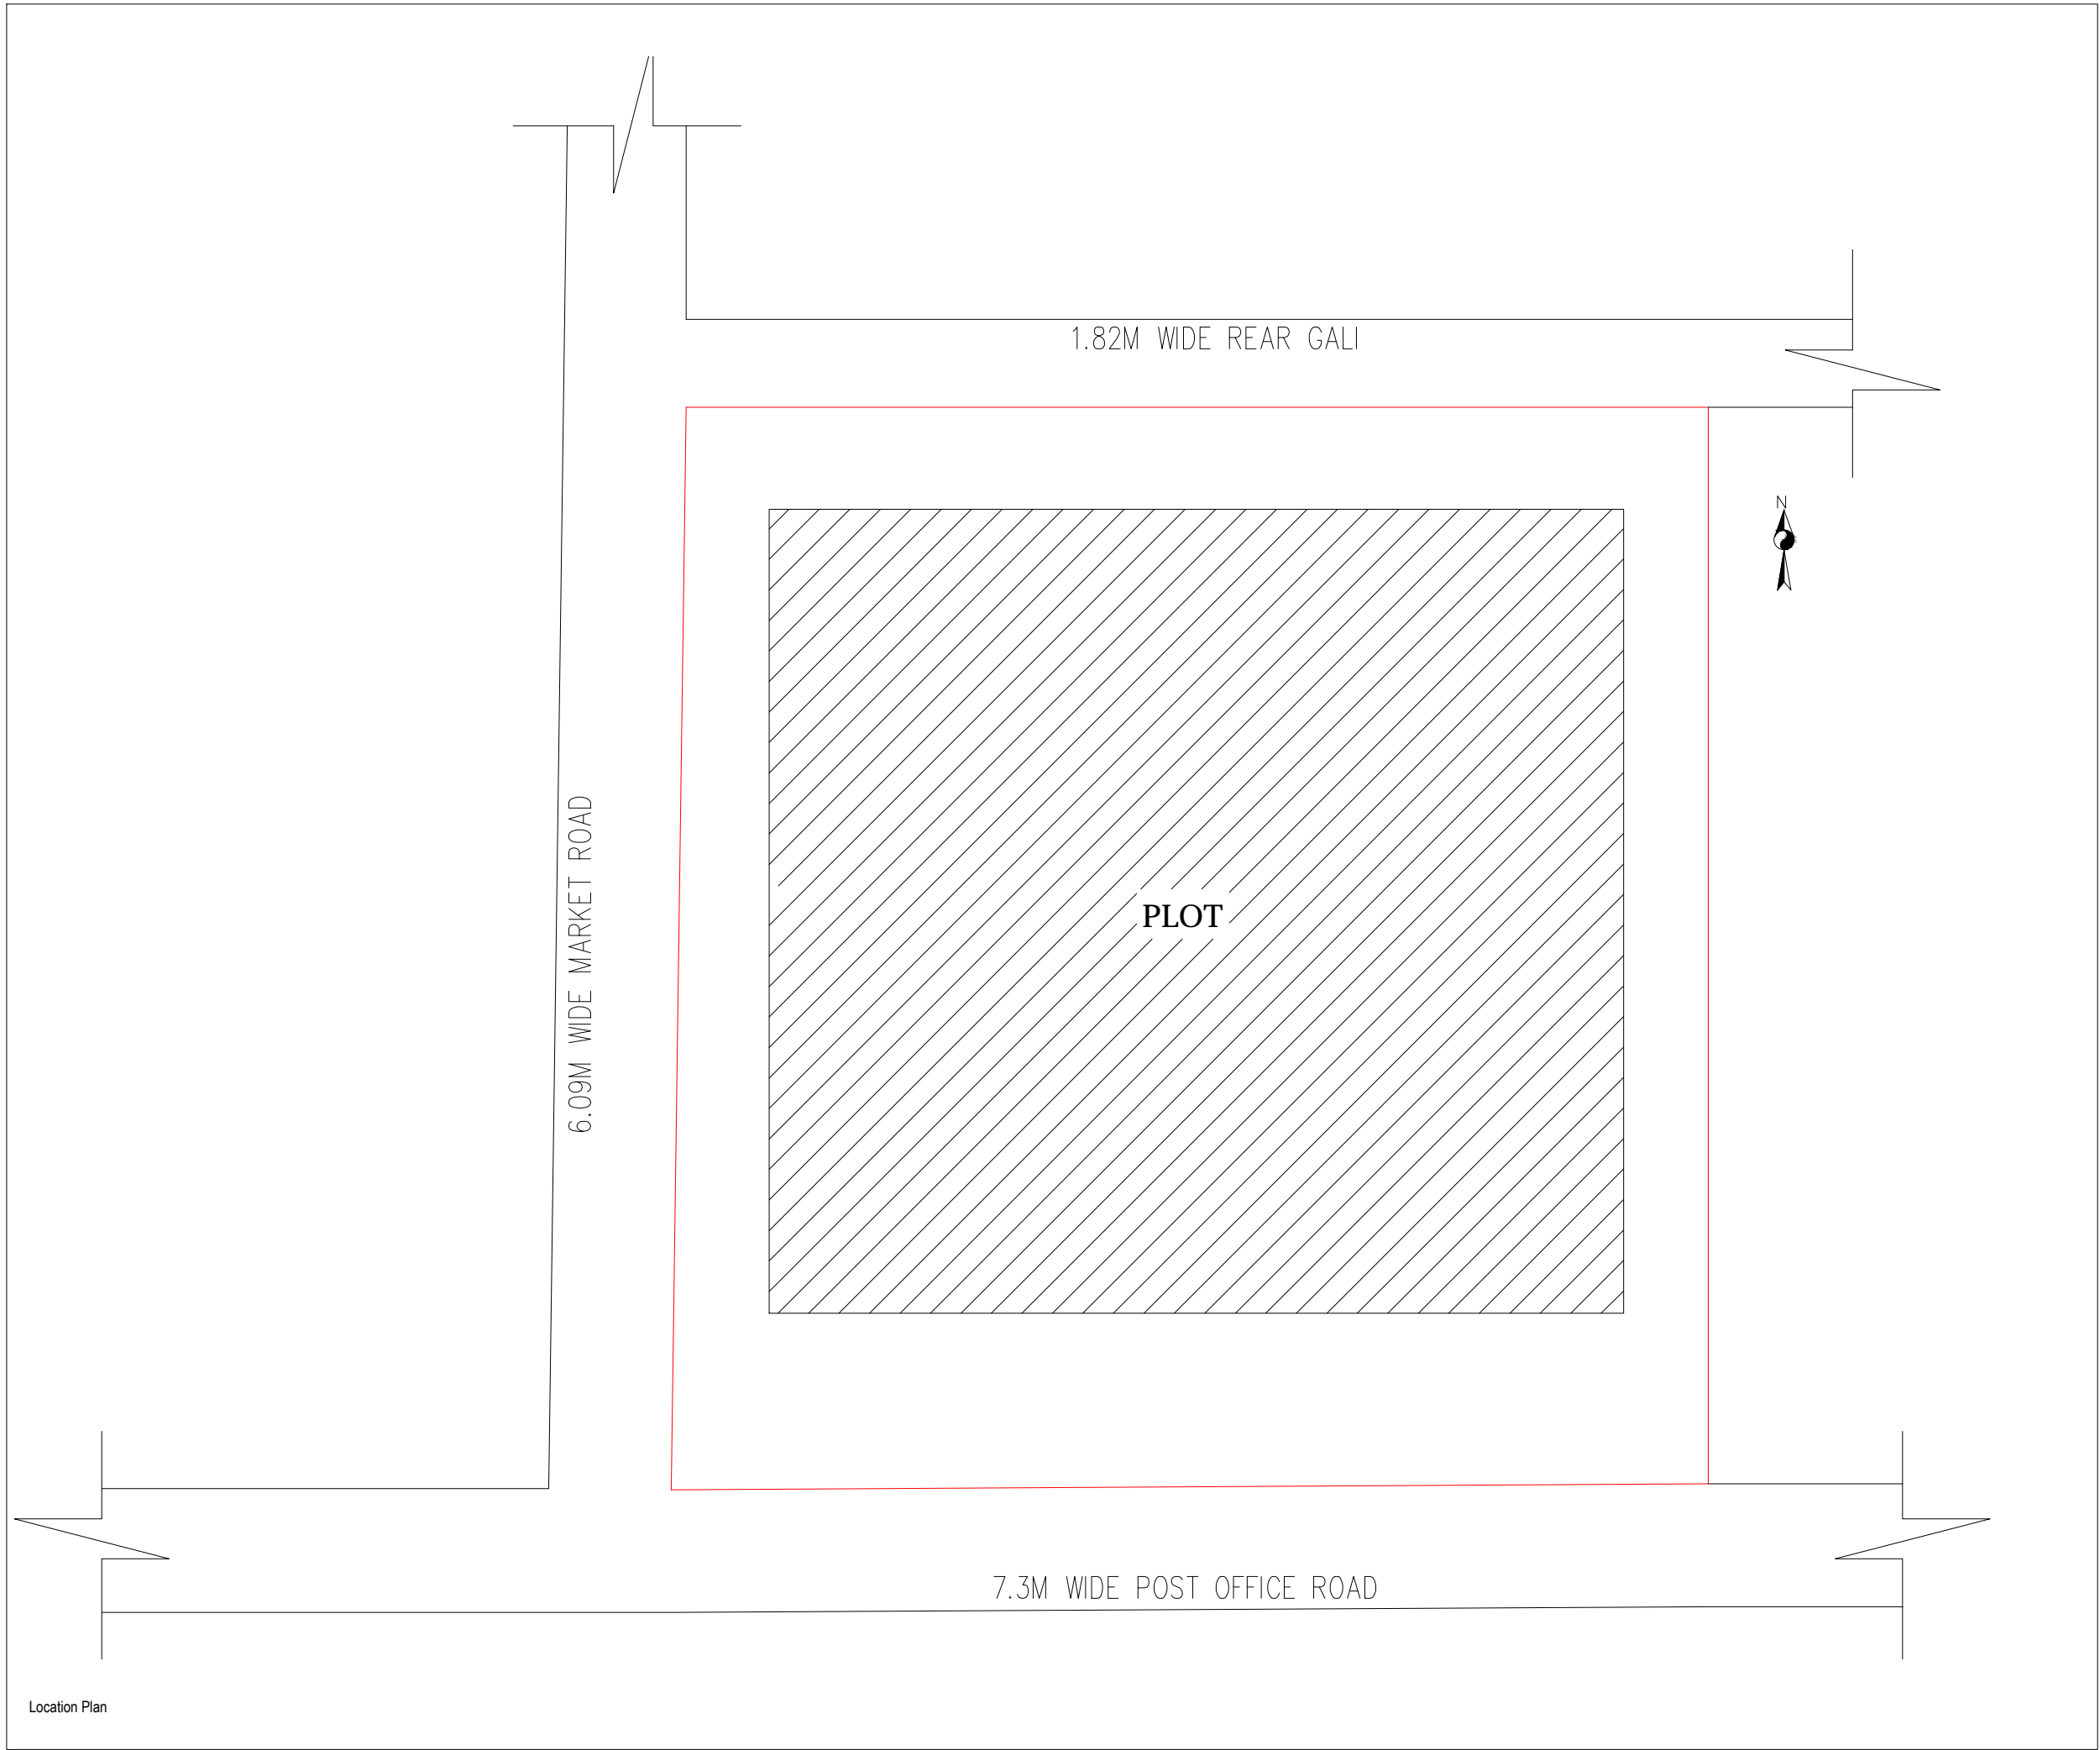 1.82M WIDE REAR GALI
N
6.09M WIDE MARKET ROAD
PLOT
7.3M WIDE POST OFFICE ROAD
Location Plan